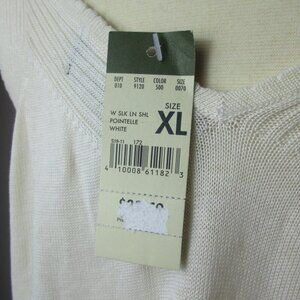 DEPT STYLE COLOR SIZE
010 9120 500 0070
SIZE
W SLK LN SHL
POINTELLE
WHITE
XL
172
4 10008 61182 3